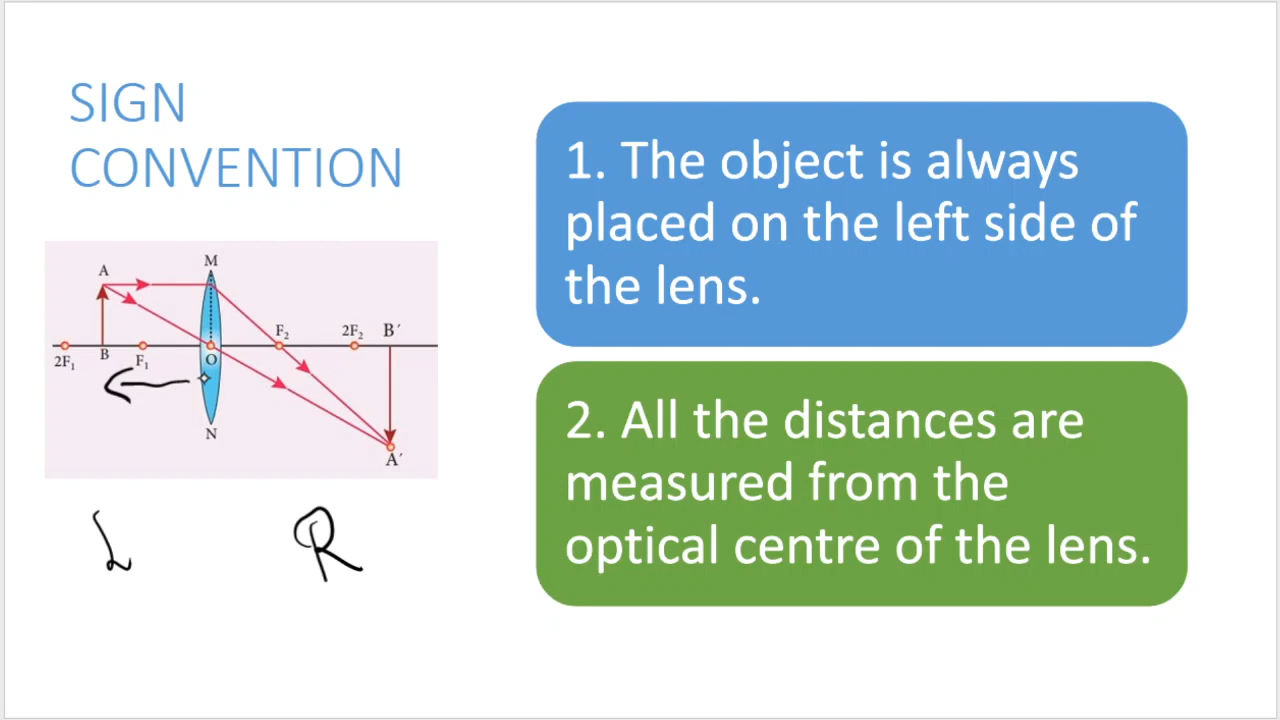 SIGN
CONVENTION
1. The object is always
placed on the left side of
the lens.
2. All the distances are
measured from the
optical centre of the lens.
M
A
F₂
2F₂
B´
2F₁
B
F₁
O
N
A´
L
R